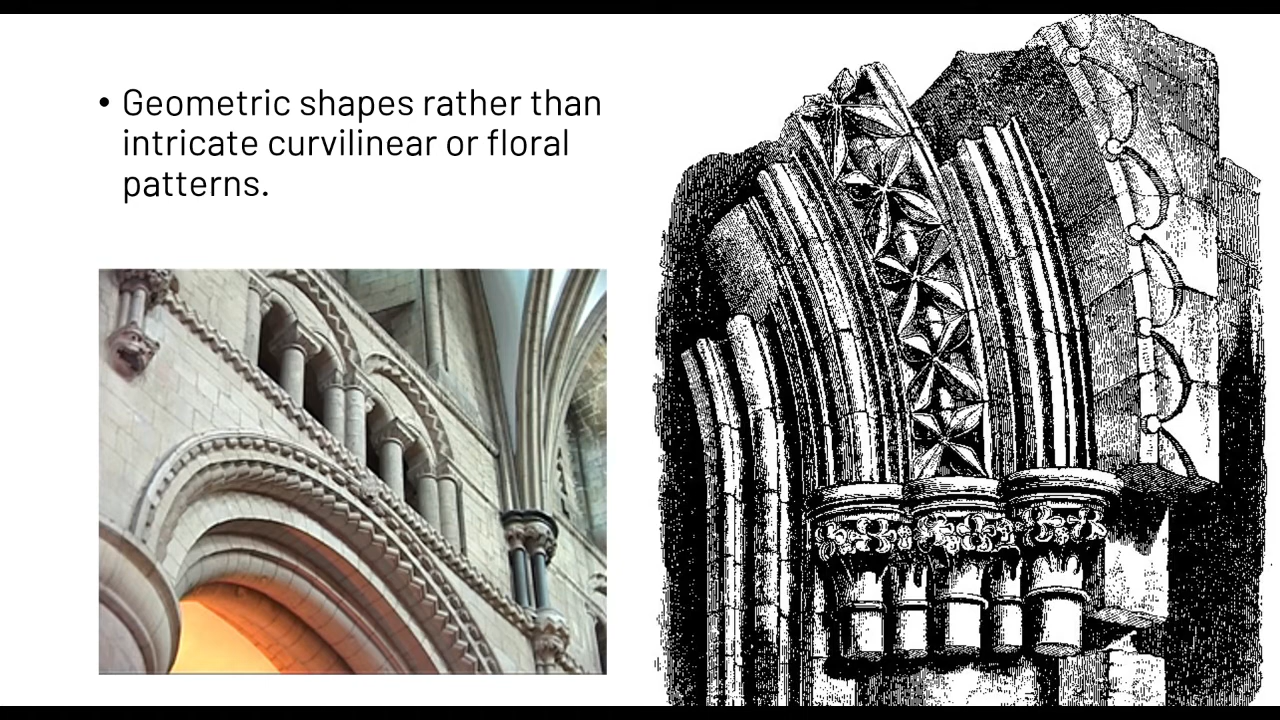 • Geometric shapes rather than
intricate curvilinear or floral
patterns.